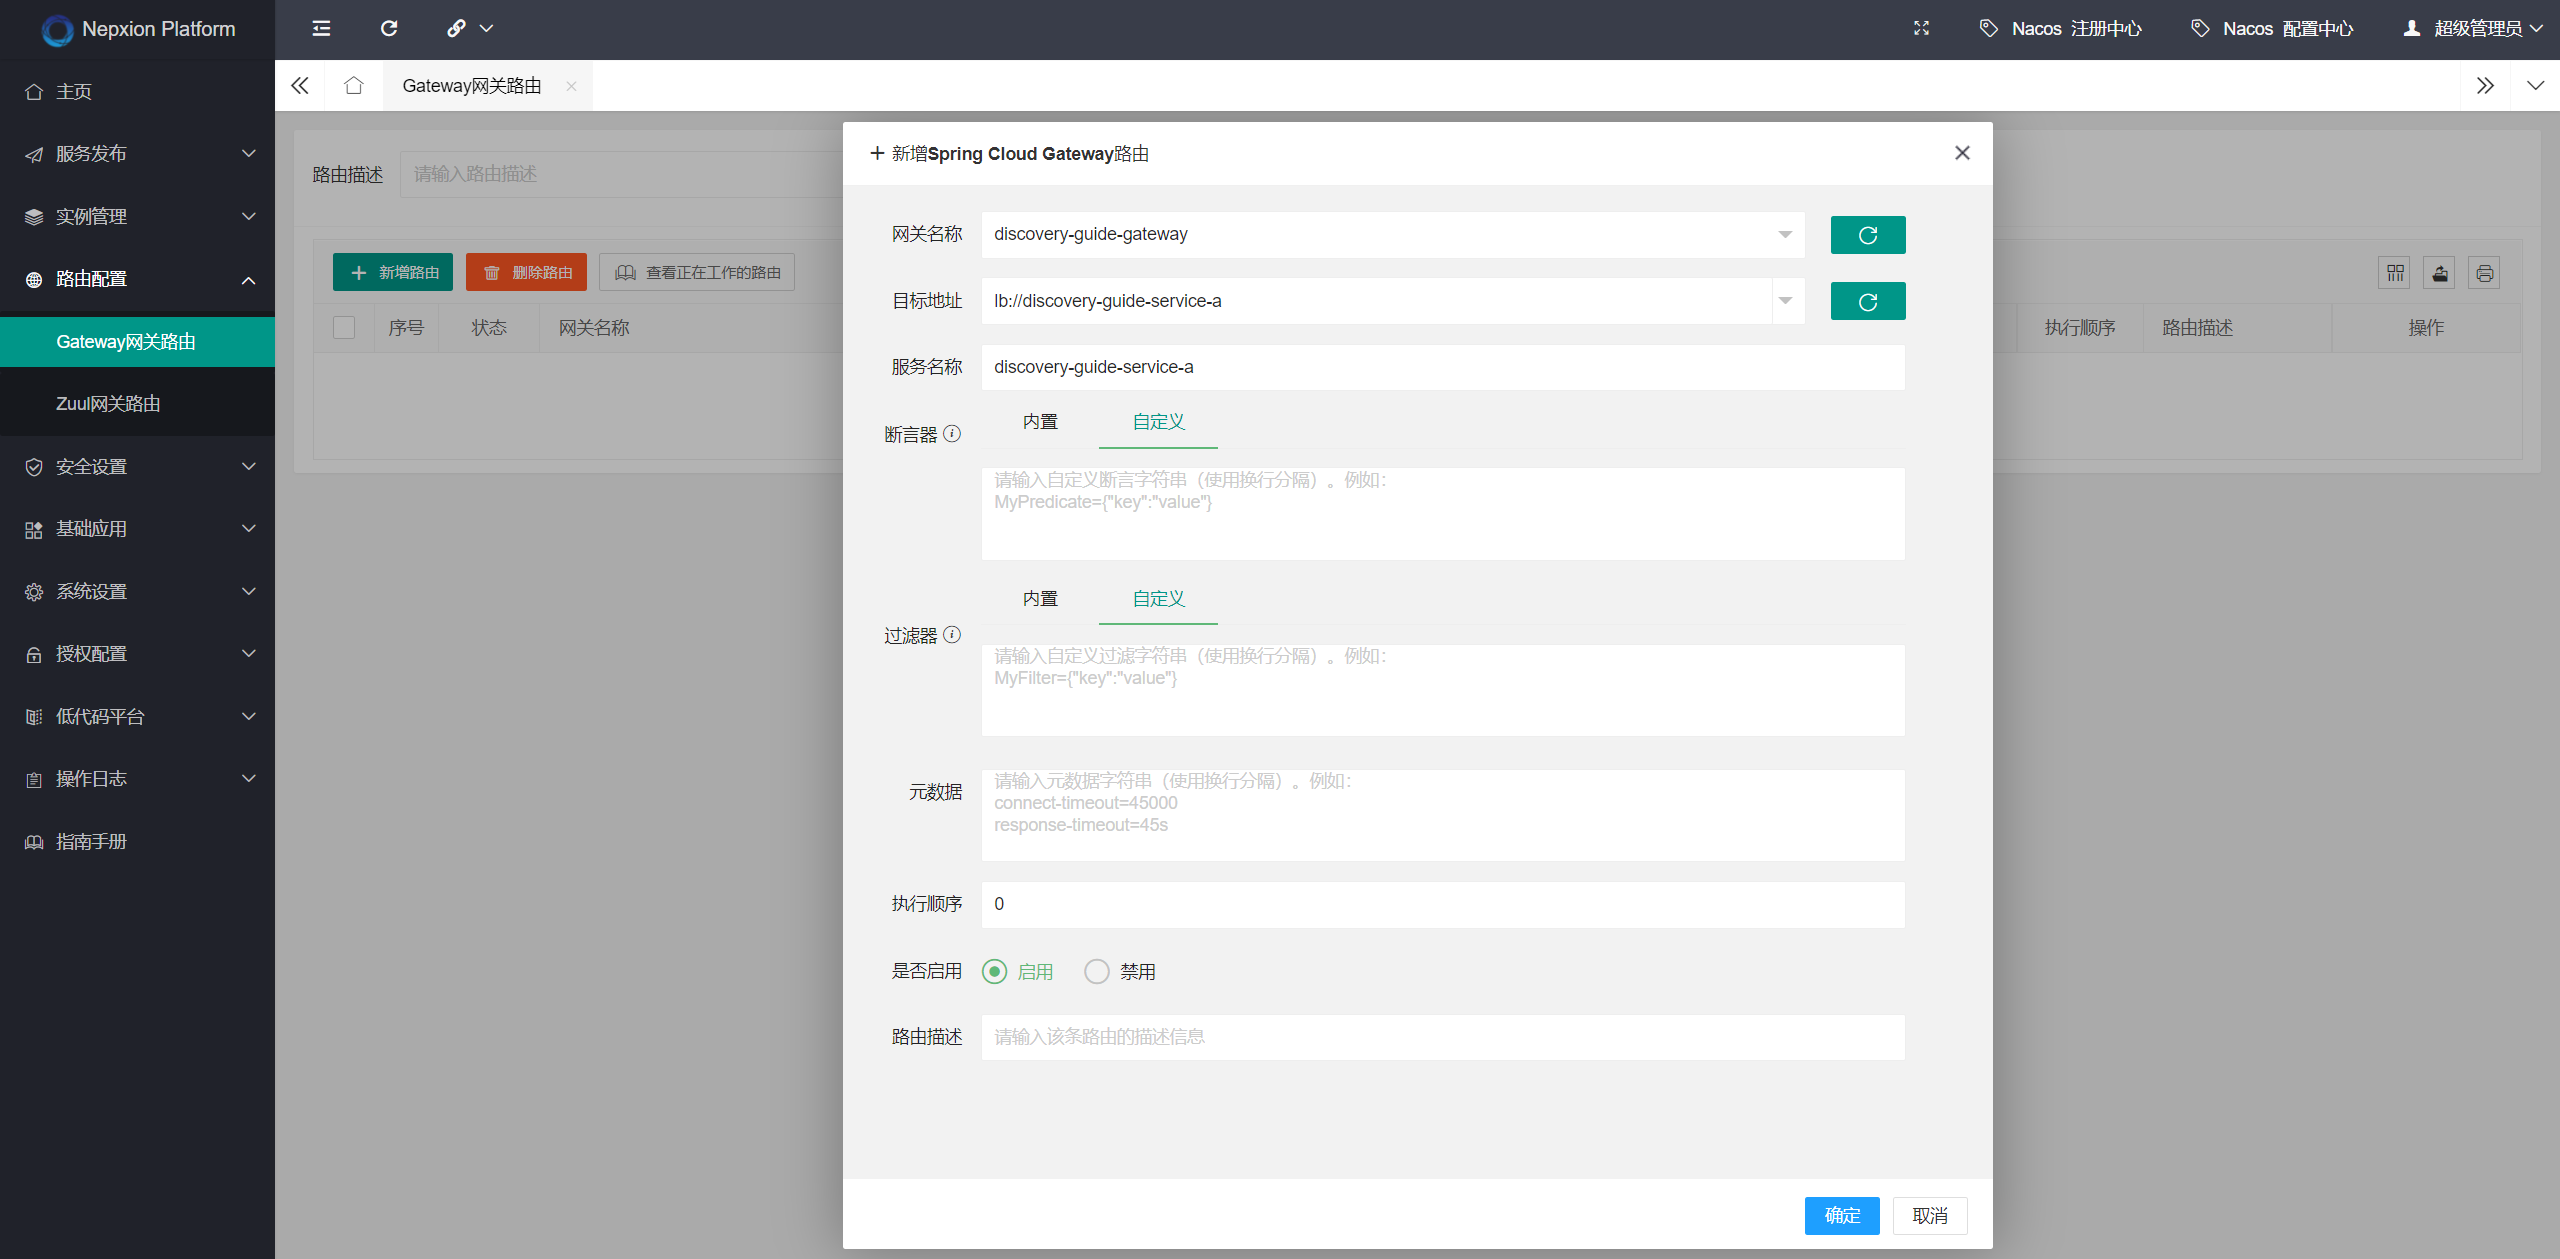 Nepxion Platform
Nacos 注册中心
Nacos 配置中心
超级管理员
主页
服务发布
实例管理
路由配置
Gateway网关路由
Zuul网关路由
安全设置
基础应用
系统设置
授权配置
低代码平台
操作日志
指南手册
Gateway网关路由
路由描述
请输入路由描述
新增路由
删除路由
查看正在工作的路由
序号
状态
网关名称
执行顺序
路由描述
操作
新增Spring Cloud Gateway路由
网关名称
discovery-guide-gateway
目标地址
lb://discovery-guide-service-a
服务名称
discovery-guide-service-a
断言器
内置
自定义
请输入自定义断言字符串（使用换行分隔）。例如：
MyPredicate={"key":"value"}
过滤器
内置
自定义
请输入自定义过滤字符串（使用换行分隔）。例如：
MyFilter={"key":"value"}
元数据
请输入元数据字符串（使用换行分隔）。例如：
connect-timeout=45000
response-timeout=45s
执行顺序
0
是否启用
启用
禁用
路由描述
请输入该条路由的描述信息
确定
取消